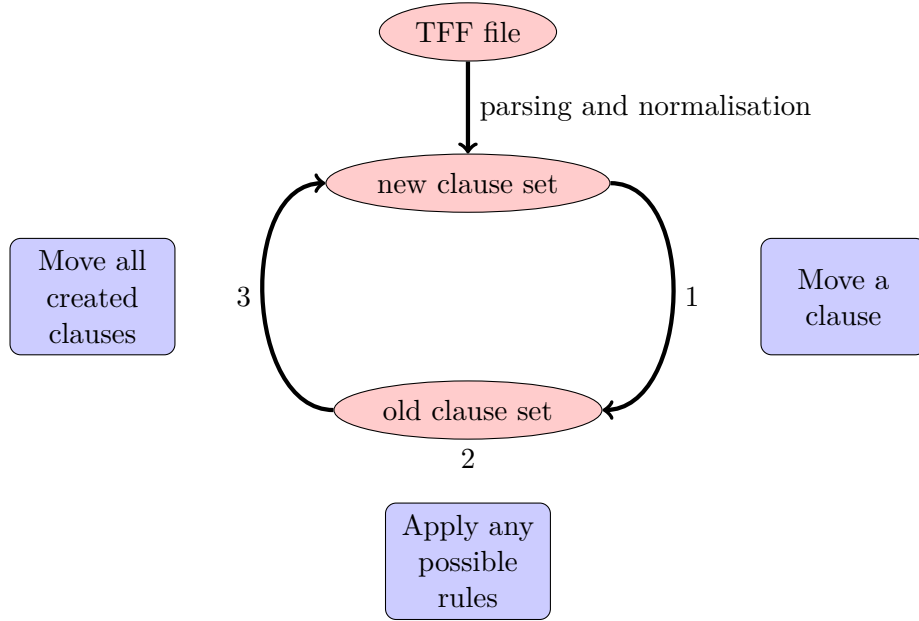 TFF file
parsing and normalisation
new clause set
Move all
created
clauses
3
1
Move a
clause
old clause set
2
Apply any
possible
rules